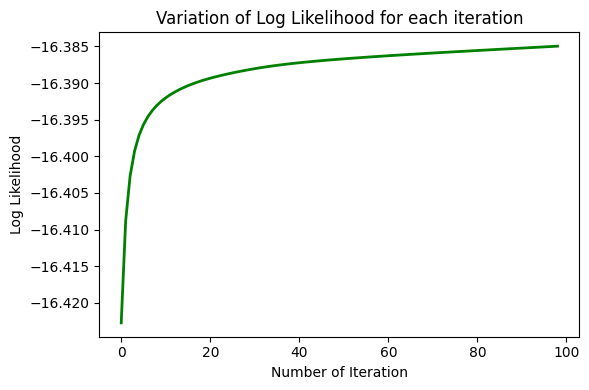 Variation of Log Likelihood for each iteration
−16.385
−16.390
−16.395
−16.400
−16.405
−16.410
−16.415
−16.420
Log Likelihood
0 20 40 60 80 100
Number of Iteration